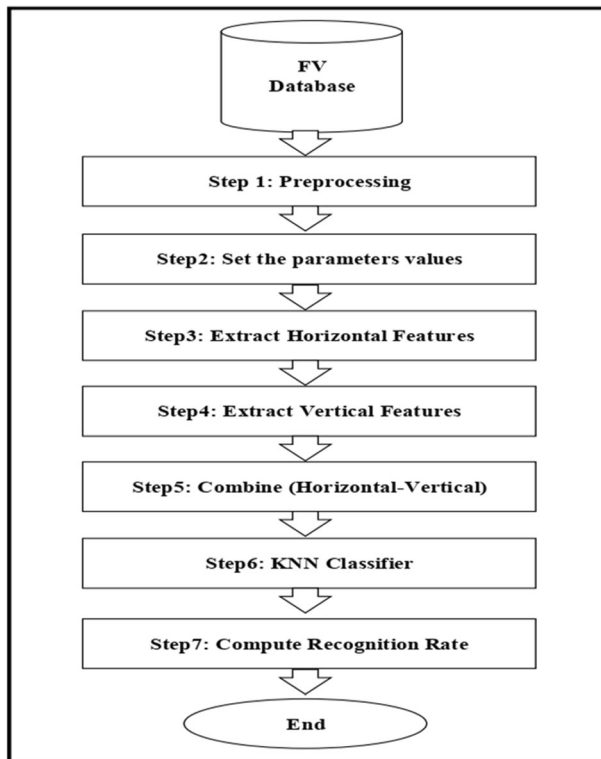 FV
Database
Step 1: Preprocessing
Step2: Set the parameters values
Step3: Extract Horizontal Features
Step4: Extract Vertical Features
Step5: Combine (Horizontal-Vertical)
Step6: KNN Classifier
Step7: Compute Recognition Rate
End